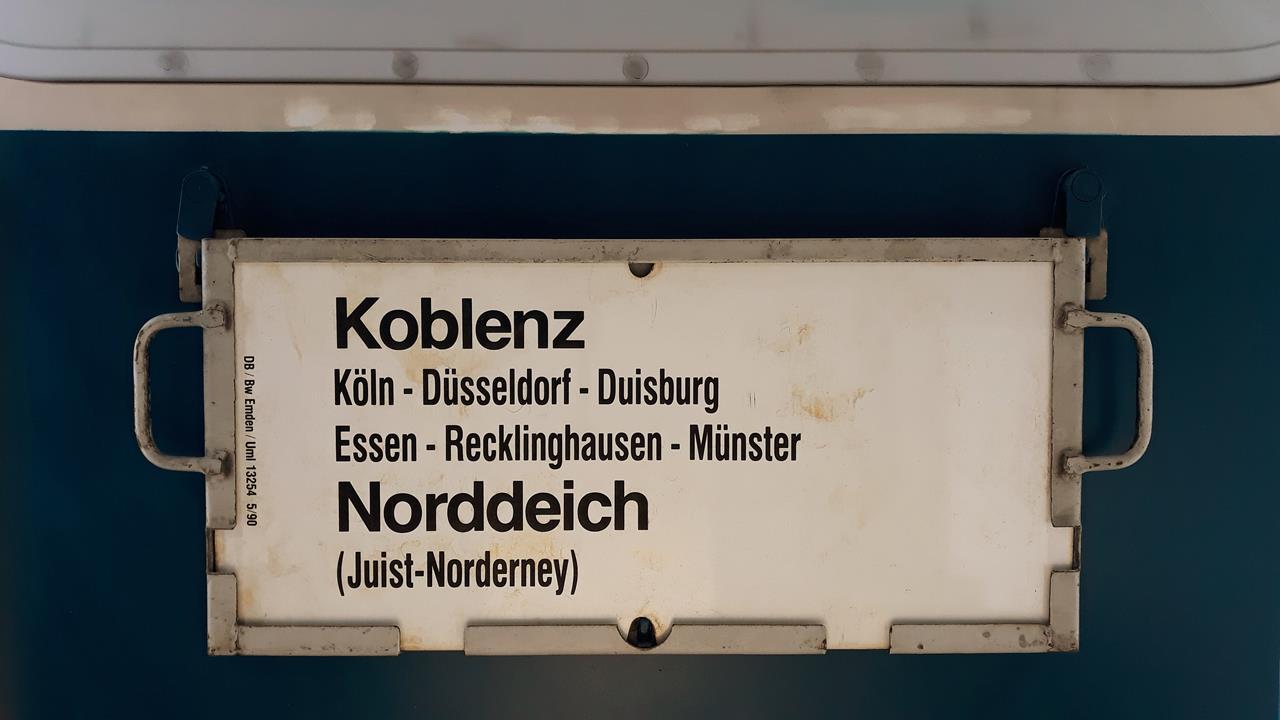 Koblenz
Köln - Düsseldorf - Duisburg
Essen - Recklinghausen - Münster
Norddeich
(Juist-Norderney)
DB / Bw Emden / Uml 13254 5/90